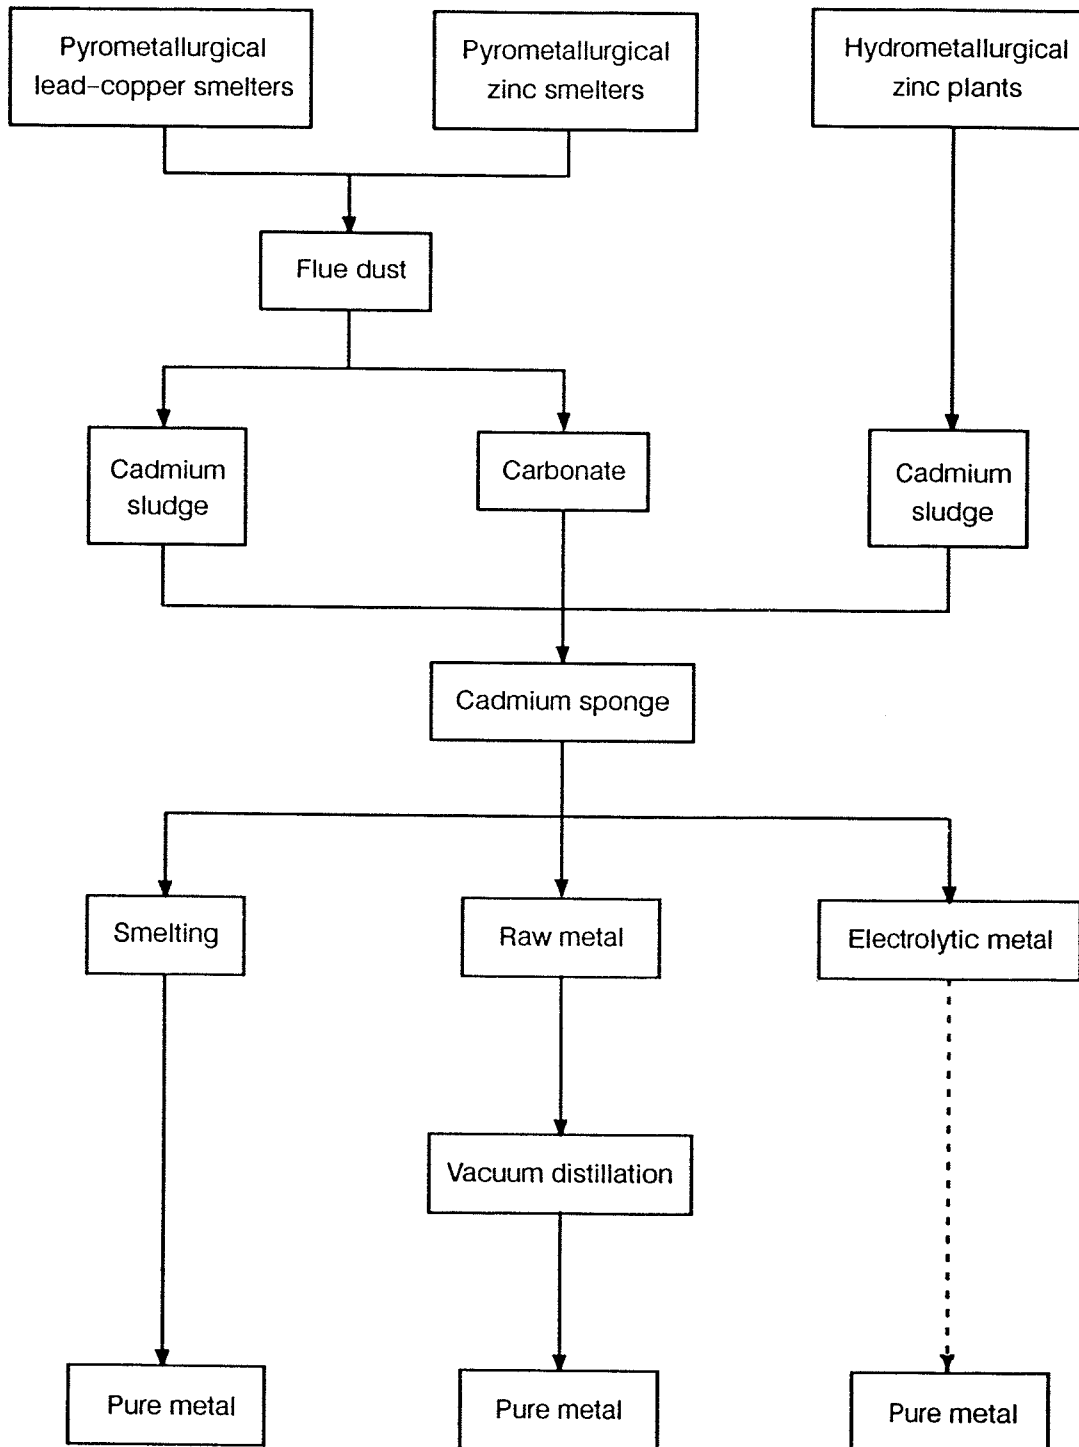 Pyrometallurgical
lead-copper smelters
Pyrometallurgical
zinc smelters
Hydrometallurgical
zinc plants
Flue dust
Cadmium
sludge
Carbonate
Cadmium
sludge
Cadmium sponge
Smelting
Raw metal
Electrolytic metal
Vacuum distillation
Pure metal
Pure metal
Pure metal